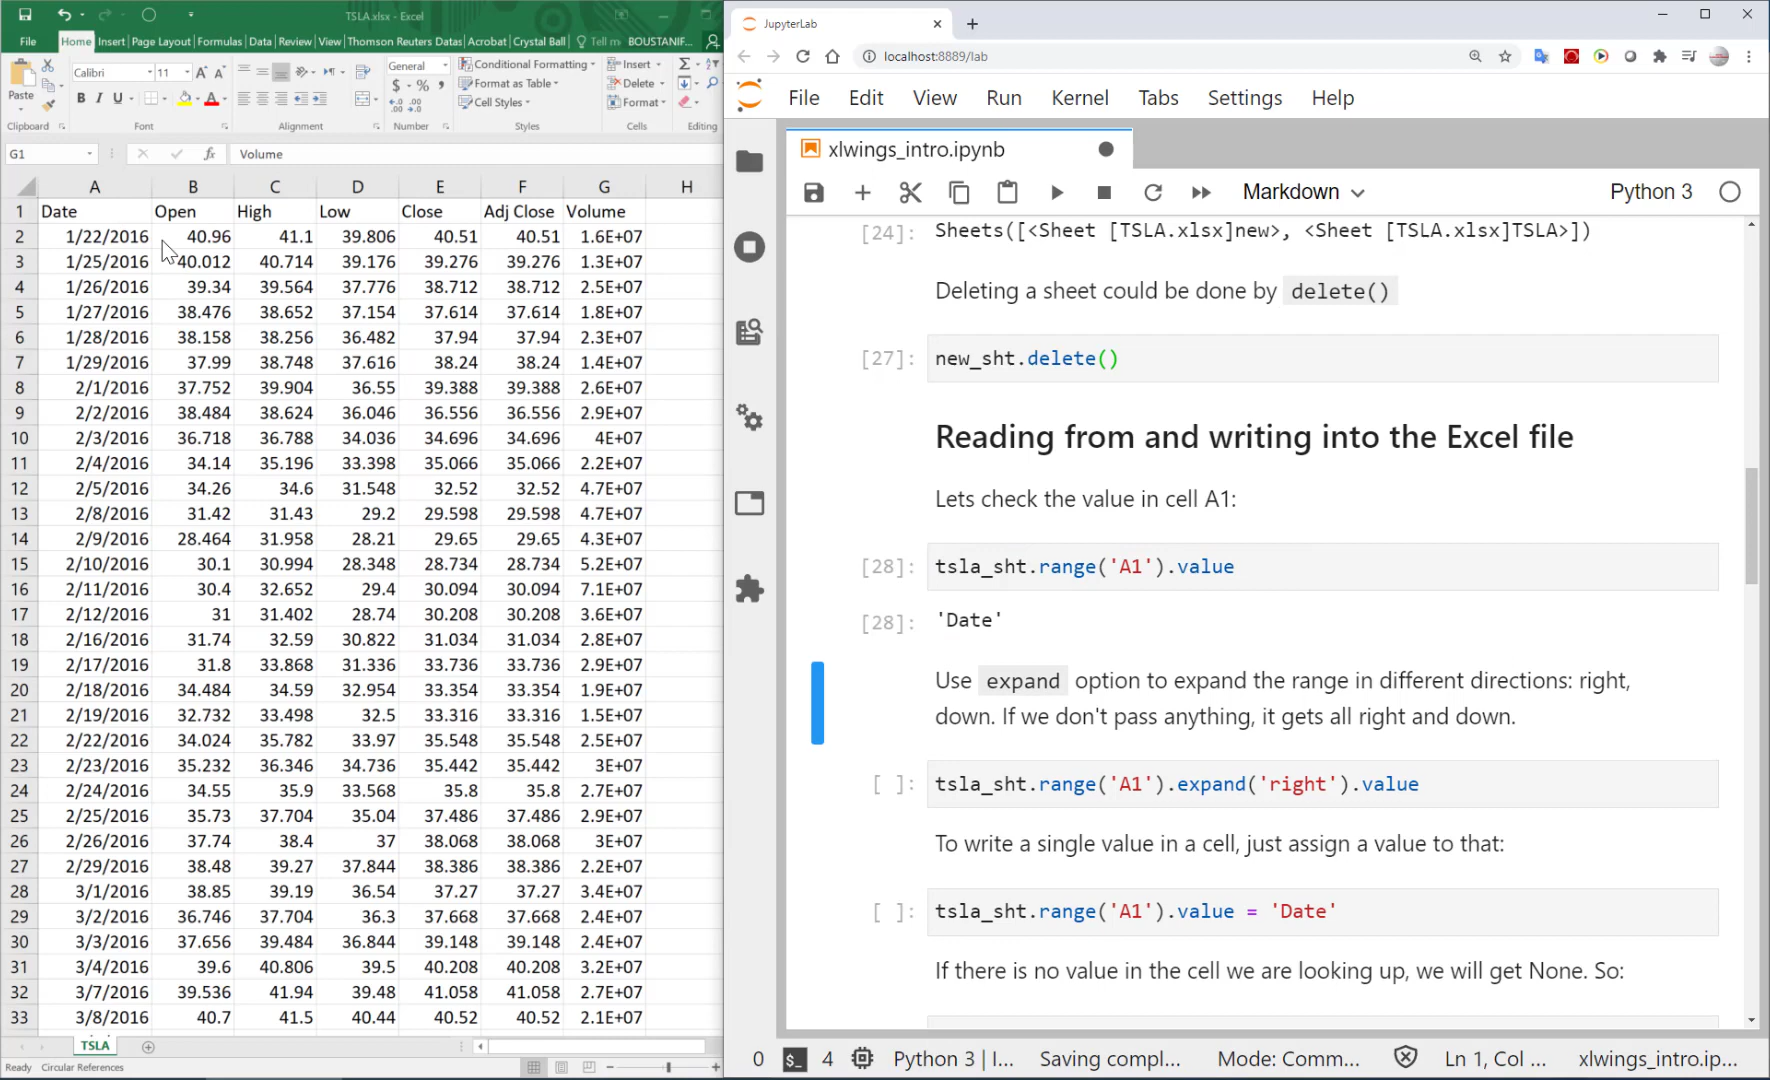 TSLA.xlsx - Excel
File Home Insert Page Layout Formulas Data Review View Thomson Reuters Datas Acrobat Crystal Ball Tell m BOUSTANIF...
Paste
Calibri 11
B I U
General
$ % ,
Conditional Formatting
Format as Table
Cell Styles
Insert
Delete
Format
Clipboard Font Alignment Number Styles Cells Editing
G1 fx Volume
A B C D E F G H
1 Date Open High Low Close Adj Close Volume
2 1/22/2016 40.96 41.1 39.806 40.51 40.51 1.6E+07
3 1/25/2016 40.012 40.714 39.176 39.276 39.276 1.3E+07
4 1/26/2016 39.34 39.564 37.776 38.712 38.712 2.5E+07
5 1/27/2016 38.476 38.652 37.154 37.614 37.614 1.8E+07
6 1/28/2016 38.158 38.256 36.482 37.94 37.94 2.3E+07
7 1/29/2016 37.99 38.748 37.616 38.24 38.24 1.4E+07
8 2/1/2016 37.752 39.904 36.55 39.388 39.388 2.6E+07
9 2/2/2016 38.484 38.624 36.046 36.556 36.556 2.9E+07
10 2/3/2016 36.718 36.788 34.036 34.696 34.696 4E+07
11 2/4/2016 34.14 35.196 33.398 35.066 35.066 2.2E+07
12 2/5/2016 34.26 34.6 31.548 32.52 32.52 4.7E+07
13 2/8/2016 31.42 31.43 29.2 29.598 29.598 4.7E+07
14 2/9/2016 28.464 31.958 28.21 29.65 29.65 4.3E+07
15 2/10/2016 30.1 30.994 28.348 28.734 28.734 5.2E+07
16 2/11/2016 30.4 32.652 29.4 30.094 30.094 7.1E+07
17 2/12/2016 31 31.402 28.74 30.208 30.208 3.6E+07
18 2/16/2016 31.74 32.59 30.822 31.034 31.034 2.8E+07
19 2/17/2016 31.8 33.868 31.336 33.736 33.736 2.9E+07
20 2/18/2016 34.484 34.59 32.954 33.354 33.354 1.9E+07
21 2/19/2016 32.732 33.498 32.5 33.316 33.316 1.5E+07
22 2/22/2016 34.024 35.782 33.97 35.548 35.548 2.5E+07
23 2/23/2016 35.232 36.346 34.736 35.442 35.442 3E+07
24 2/24/2016 34.55 35.9 33.568 35.8 35.8 2.7E+07
25 2/25/2016 35.73 37.704 35.04 37.486 37.486 2.9E+07
26 2/26/2016 37.74 38.4 37 38.068 38.068 3E+07
27 2/29/2016 38.48 39.27 37.844 38.386 38.386 2.2E+07
28 3/1/2016 38.85 39.19 36.54 37.27 37.27 3.4E+07
29 3/2/2016 36.746 37.704 36.3 37.668 37.668 2.4E+07
30 3/3/2016 37.656 39.484 36.844 39.148 39.148 2.4E+07
31 3/4/2016 39.6 40.806 39.5 40.208 40.208 3.2E+07
32 3/7/2016 39.536 41.94 39.48 41.058 41.058 2.7E+07
33 3/8/2016 40.7 41.5 40.44 40.52 40.52 2.1E+07
TSLA
Ready Circular References
JupyterLab
localhost:8889/lab
File Edit View Run Kernel Tabs Settings Help
xlwings_intro.ipynb
Markdown
Python 3
[24]: Sheets([<Sheet [TSLA.xlsx]new>, <Sheet [TSLA.xlsx]TSLA>])
Deleting a sheet could be done by delete()
[27]: new_sht.delete()
Reading from and writing into the Excel file
Lets check the value in cell A1:
[28]: tsla_sht.range('A1').value
[28]: 'Date'
Use expand option to expand the range in different directions: right,
down. If we don't pass anything, it gets all right and down.
[ ]: tsla_sht.range('A1').expand('right').value
To write a single value in a cell, just assign a value to that:
[ ]: tsla_sht.range('A1').value = 'Date'
If there is no value in the cell we are looking up, we will get None. So:
0 $_ 4 Python 3 | I... Saving compl... Mode: Comm... Ln 1, Col ... xlwings_intro.ip...